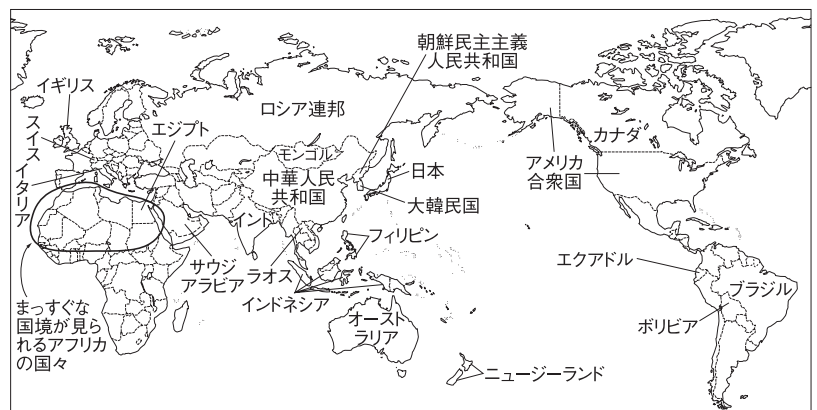 朝鮮民主主義
人民共和国
イギリス
ロシア連邦
スイス
エジプト
カナダ
イタリア
モンゴル
中華人民
共和国
日本
アメリカ
合衆国
大韓民国
インド
フィリピン
サウジ
アラビア
ラオス
エクアドル
インドネシア
ブラジル
まっすぐな
国境が見ら
れるアフリカ
の国々
オースト
ラリア
ボリビア
ニュージーランド